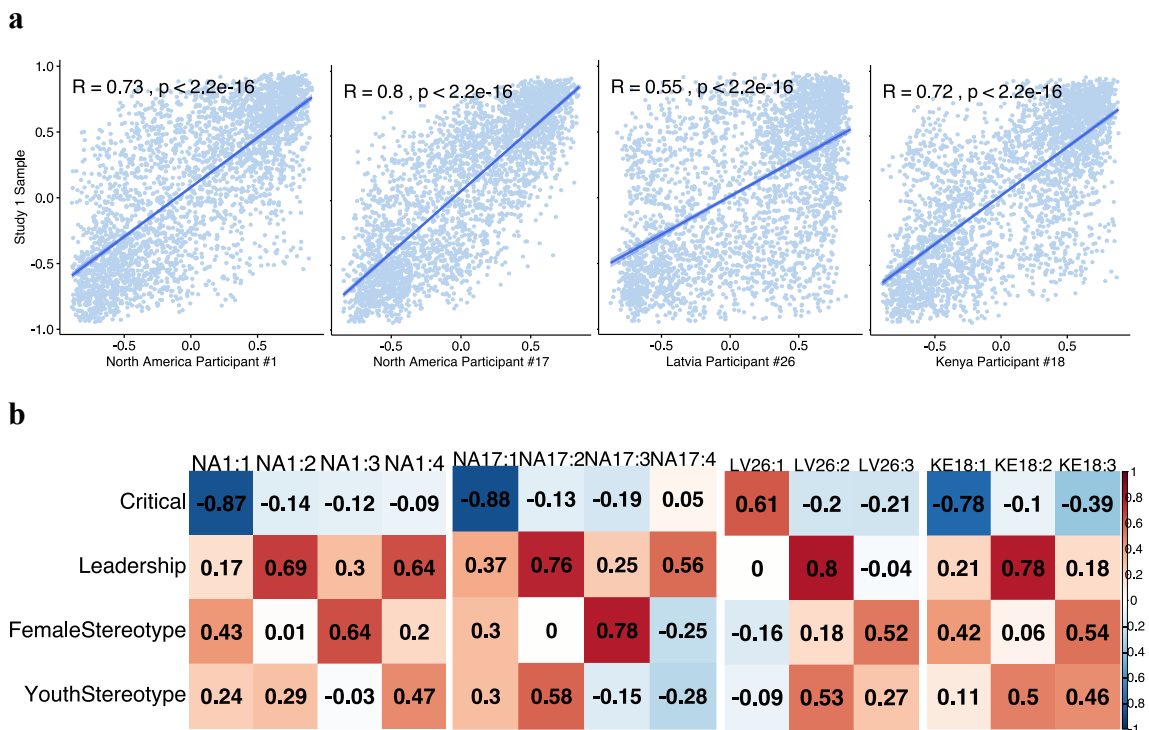 a
R = 0.73 , p < 2.2e-16
R = 0.8 , p < 2.2e-16
R = 0.55 , p < 2.2e-16
R = 0.72 , p < 2.2e-16
Study 1 Sample
1.0
0.5
0.0
-0.5
-1.0
-0.5 0.0 0.5
-0.5 0.0 0.5
-0.5 0.0 0.5
-0.5 0.0 0.5
North America Participant #1
North America Participant #17
Latvia Participant #26
Kenya Participant #18
b
NA1:1 NA1:2 NA1:3 NA1:4 NA17:1 NA17:2 NA17:3 NA17:4 LV26:1 LV26:2 LV26:3 KE18:1 KE18:2 KE18:3
Critical -0.87 -0.14 -0.12 -0.09 -0.88 -0.13 -0.19 0.05 0.61 -0.2 -0.21 -0.78 -0.1 -0.39
Leadership 0.17 0.69 0.3 0.64 0.37 0.76 0.25 0.56 0 0.8 -0.04 0.21 0.78 0.18
FemaleStereotype 0.43 0.01 0.64 0.2 0.3 0 0.78 -0.25 -0.16 0.18 0.52 0.42 0.06 0.54
YouthStereotype 0.24 0.29 -0.03 0.47 0.3 0.58 -0.15 -0.28 -0.09 0.53 0.27 0.11 0.5 0.46
1
0.8
0.6
0.4
0.2
0
-0.2
-0.4
-0.6
-0.8
-1